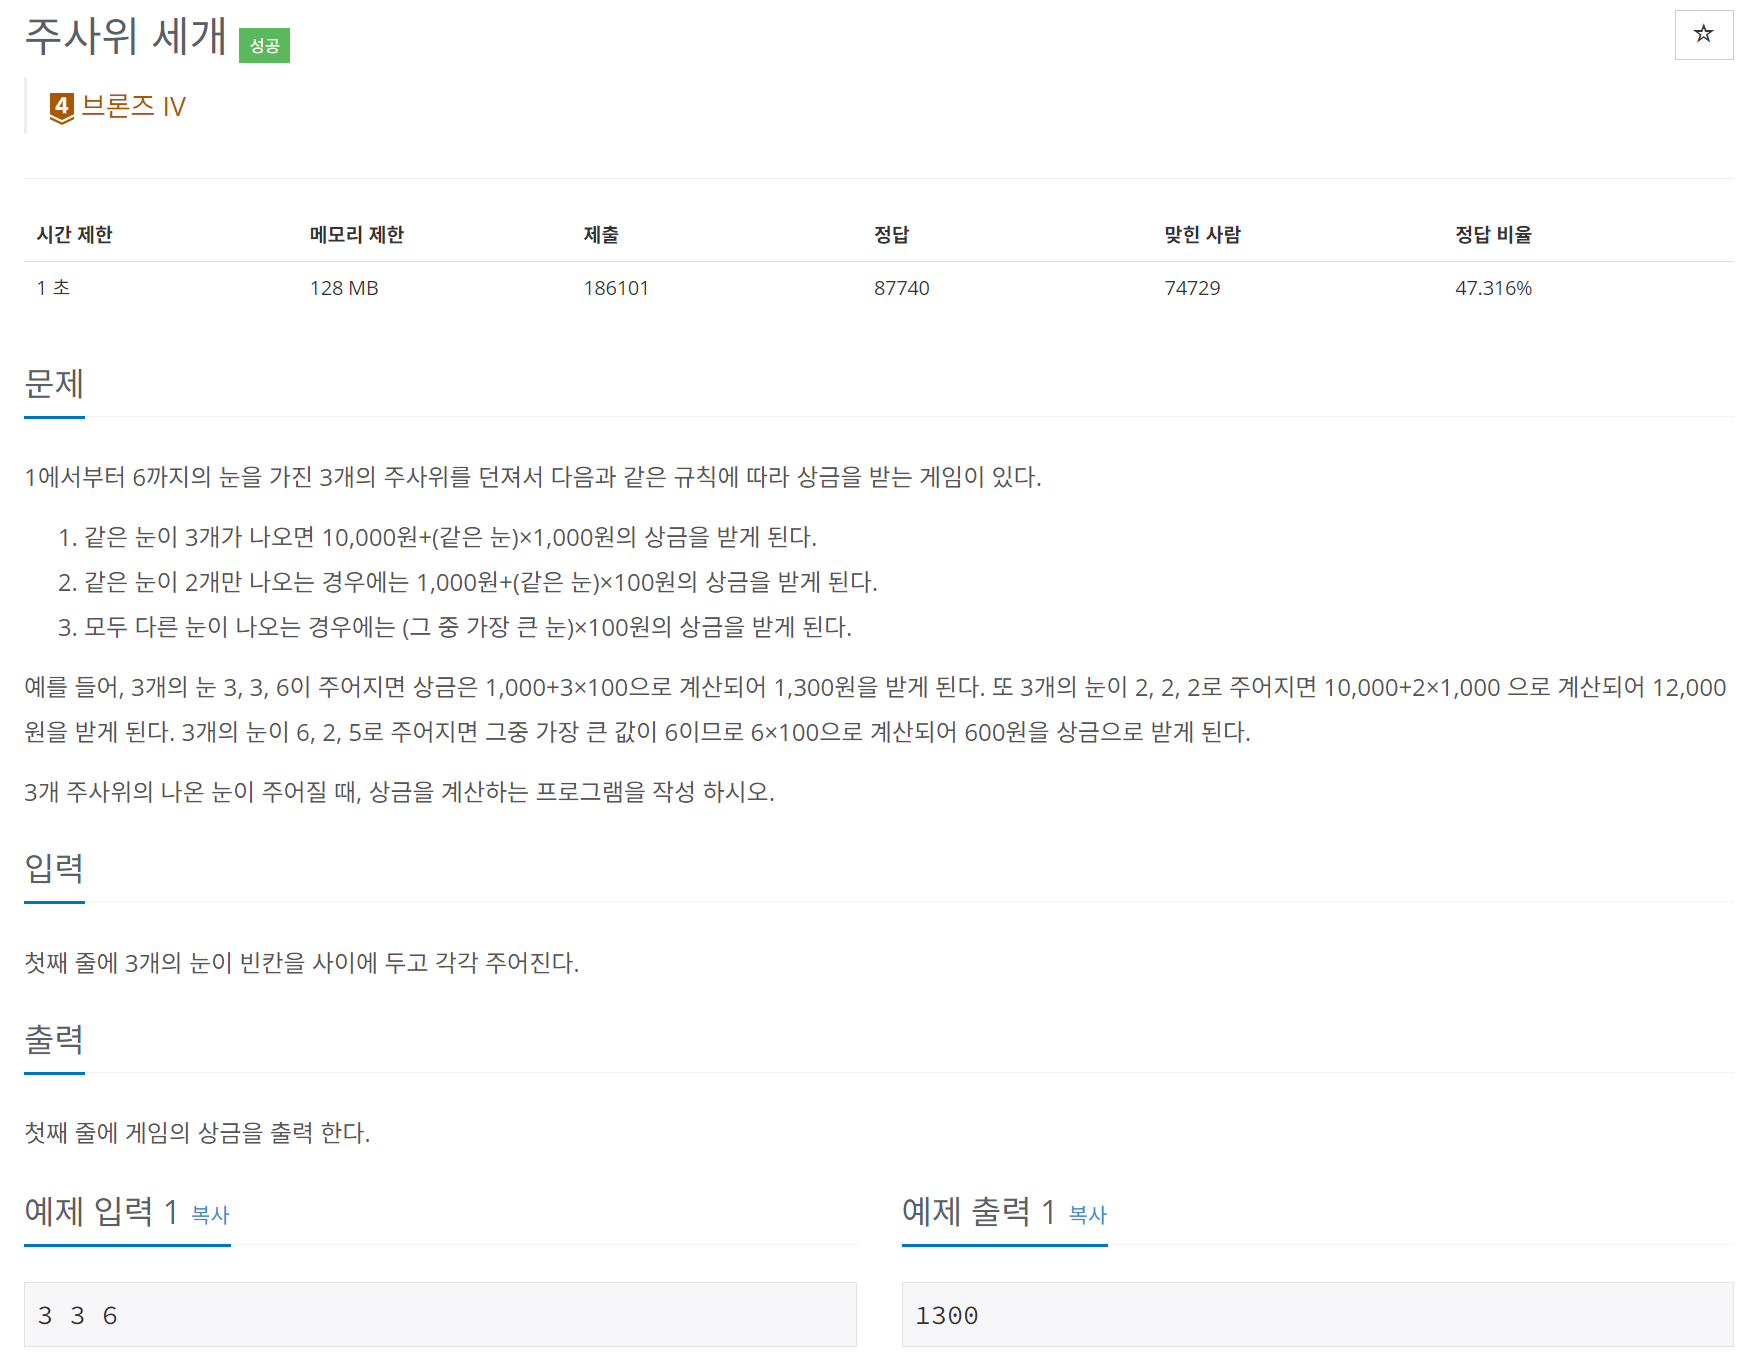 주사위 세개 성공
☆
4 브론즈 IV
시간 제한 메모리 제한 제출 정답 맞힌 사람 정답 비율
1 초 128 MB 186101 87740 74729 47.316%
문제
1에서부터 6까지의 눈을 가진 3개의 주사위를 던져서 다음과 같은 규칙에 따라 상금을 받는 게임이 있다.
1. 같은 눈이 3개가 나오면 10,000원+(같은 눈)×1,000원의 상금을 받게 된다.
2. 같은 눈이 2개만 나오는 경우에는 1,000원+(같은 눈)×100원의 상금을 받게 된다.
3. 모두 다른 눈이 나오는 경우에는 (그 중 가장 큰 눈)×100원의 상금을 받게 된다.
예를 들어, 3개의 눈 3, 3, 6이 주어지면 상금은 1,000+3×100으로 계산되어 1,300원을 받게 된다. 또 3개의 눈이 2, 2, 2로 주어지면 10,000+2×1,000 으로 계산되어 12,000
원을 받게 된다. 3개의 눈이 6, 2, 5로 주어지면 그중 가장 큰 값이 6이므로 6×100으로 계산되어 600원을 상금으로 받게 된다.
3개 주사위의 나온 눈이 주어질 때, 상금을 계산하는 프로그램을 작성 하시오.
입력
첫째 줄에 3개의 눈이 빈칸을 사이에 두고 각각 주어진다.
출력
첫째 줄에 게임의 상금을 출력 한다.
예제 입력 1 복사
3 3 6
예제 출력 1 복사
1300